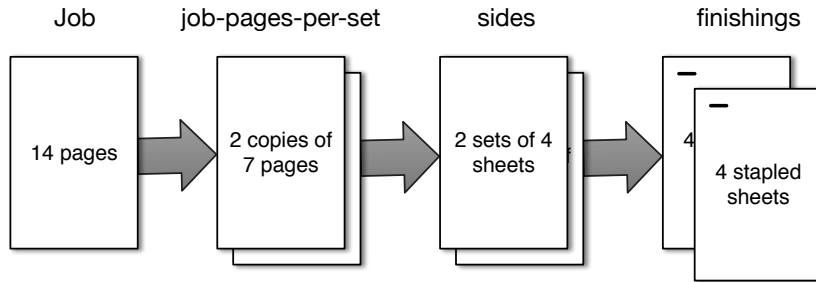 Job
job-pages-per-set
sides
finishings
14 pages
2 copies of
7 pages
2 sets of 4
sheets
f
4
4 stapled
sheets